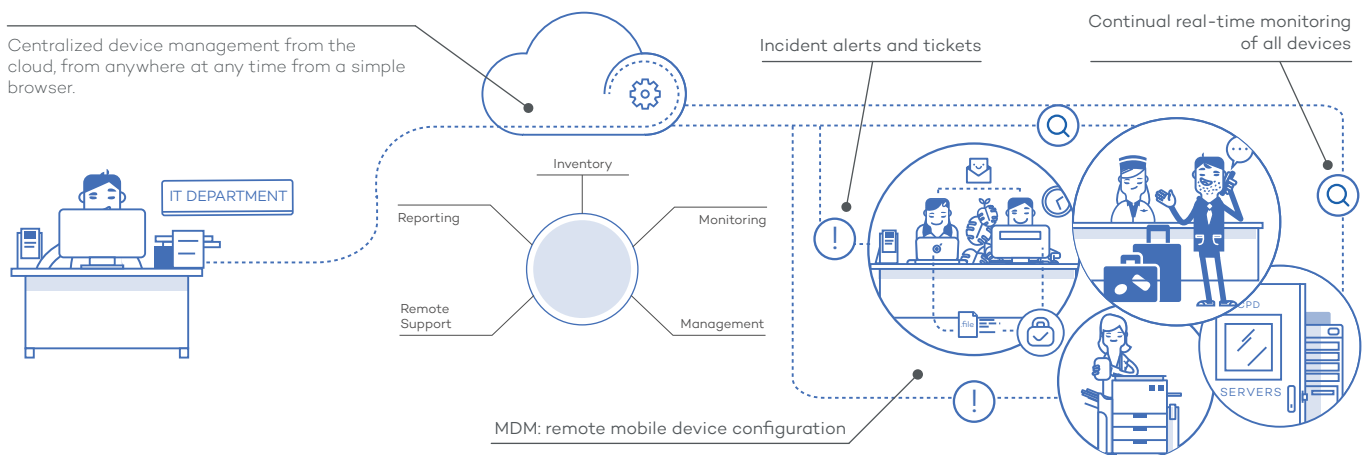 Centralized device management from the
cloud, from anywhere at any time from a simple
browser.
Incident alerts and tickets
Continual real-time monitoring
of all devices
IT DEPARTMENT
Inventory
Reporting
Monitoring
Remote
Support
Management
.file
CPD
SERVERS
MDM: remote mobile device configuration